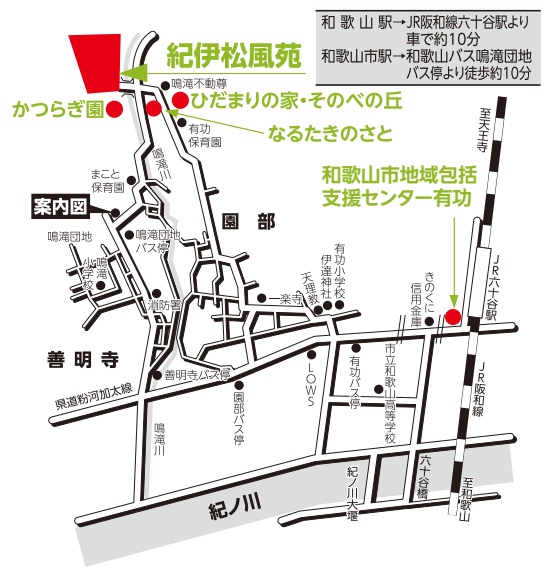 和歌山駅→JR阪和線六十谷駅より
車で約10分
和歌山市駅→和歌山バス鳴滝団地
バス停より徒歩約10分
紀伊松風苑
鳴滝不動尊
かつらぎ園
ひだまりの家・そのべの丘
有功
保育園
なるたきのさと
至天王寺
鳴滝川
まこと
保育園
和歌山市地域包括
支援センター有功
案内図
園部
鳴滝団地
鳴滝団地
バス停
鳴滝
小学校
有功小学校
伊達神社
天理教
きのくに
信用金庫
JR六十谷駅
消防署
一楽寺
善明寺
善明寺バス停
県道粉河加太線
園部バス停
LOWS
有功バス停
市立和歌山高等学校
JR阪和線
鳴滝川
六十谷橋
紀ノ川
紀ノ川大堰
至和歌山